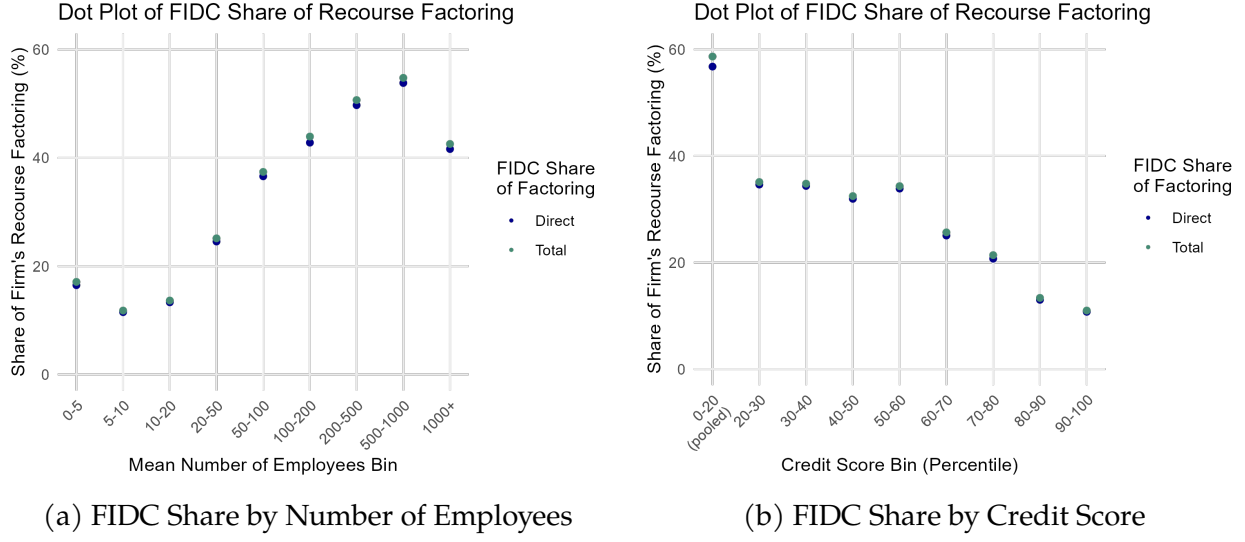 Dot Plot of FIDC Share of Recourse Factoring
Share of Firm's Recourse Factoring (%)
60
40
20
0
0-5
5-10
10-20
20-50
50-100
100-200
200-500
500-1000
1000+
Mean Number of Employees Bin
FIDC Share
of Factoring
Direct
Total
(a) FIDC Share by Number of Employees
Dot Plot of FIDC Share of Recourse Factoring
Share of Firm's Recourse Factoring (%)
60
40
20
0
0-20
(pooled)
20-30
30-40
40-50
50-60
60-70
70-80
80-90
90-100
Credit Score Bin (Percentile)
FIDC Share
of Factoring
Direct
Total
(b) FIDC Share by Credit Score